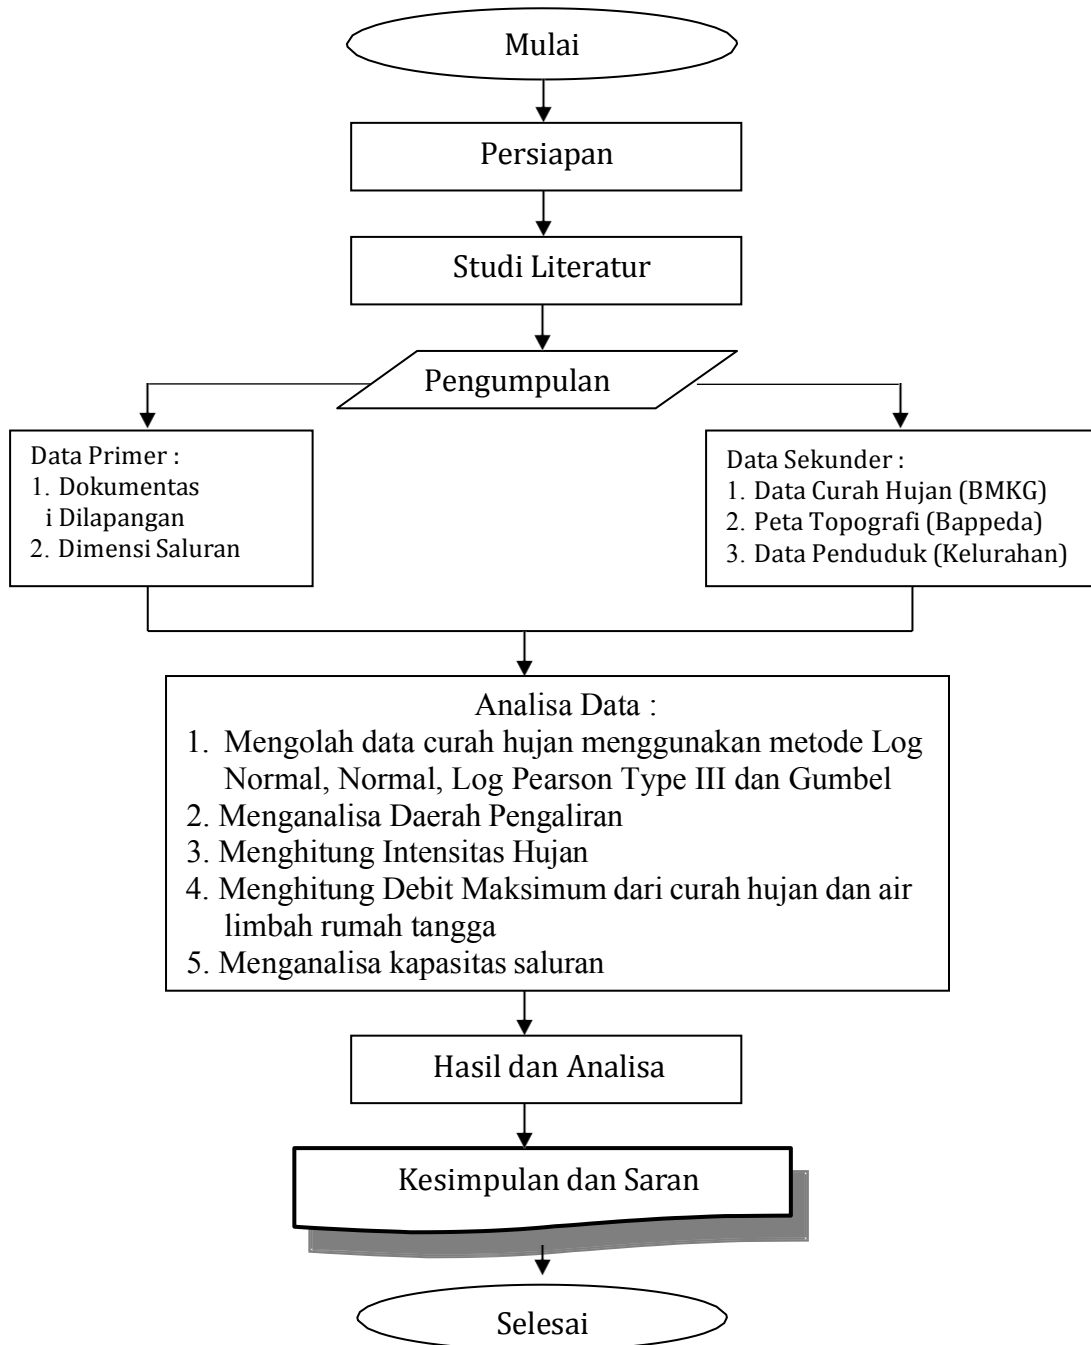 Mulai
Persiapan
Studi Literatur
Pengumpulan
Data Primer :
1. Dokumentas
i Dilapangan
2. Dimensi Saluran
Data Sekunder :
1. Data Curah Hujan (BMKG)
2. Peta Topografi (Bappeda)
3. Data Penduduk (Kelurahan)
Analisa Data :
1. Mengolah data curah hujan menggunakan metode Log
Normal, Normal, Log Pearson Type III dan Gumbel
2. Menganalisa Daerah Pengaliran
3. Menghitung Intensitas Hujan
4. Menghitung Debit Maksimum dari curah hujan dan air
limbah rumah tangga
5. Menganalisa kapasitas saluran
Hasil dan Analisa
Kesimpulan dan Saran
Selesai